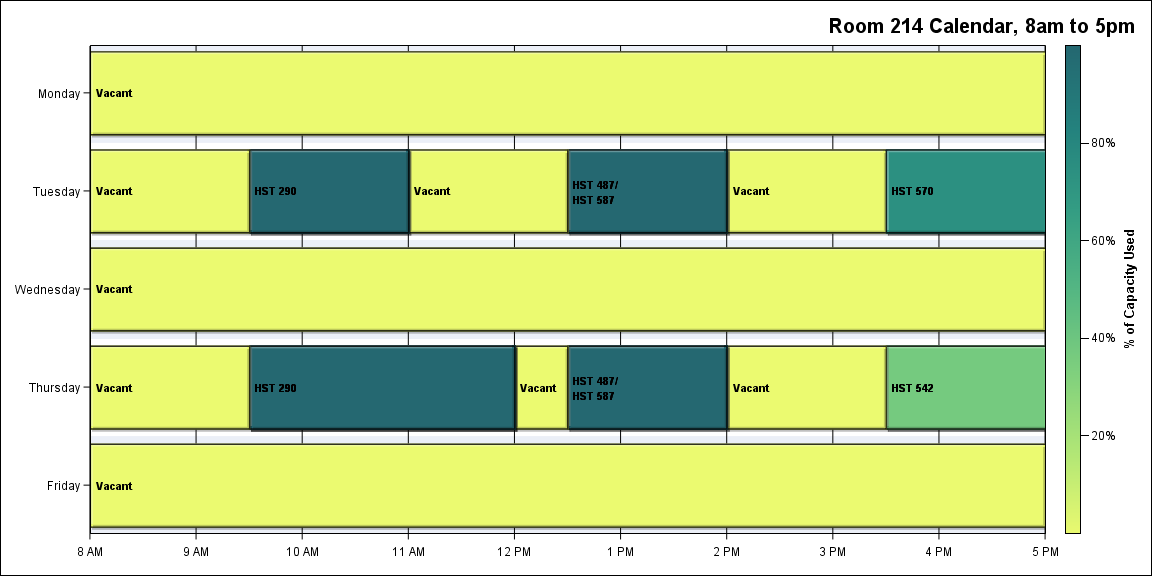 Room 214 Calendar, 8am to 5pm
Monday
Vacant
Tuesday
Vacant
HST 290
Vacant
HST 487/
HST 587
Vacant
HST 570
Wednesday
Vacant
Thursday
Vacant
HST 290
Vacant
HST 487/
HST 587
Vacant
HST 542
Friday
Vacant
8 AM
9 AM
10 AM
11 AM
12 PM
1 PM
2 PM
3 PM
4 PM
5 PM
80%
60%
40%
20%
% of Capacity Used